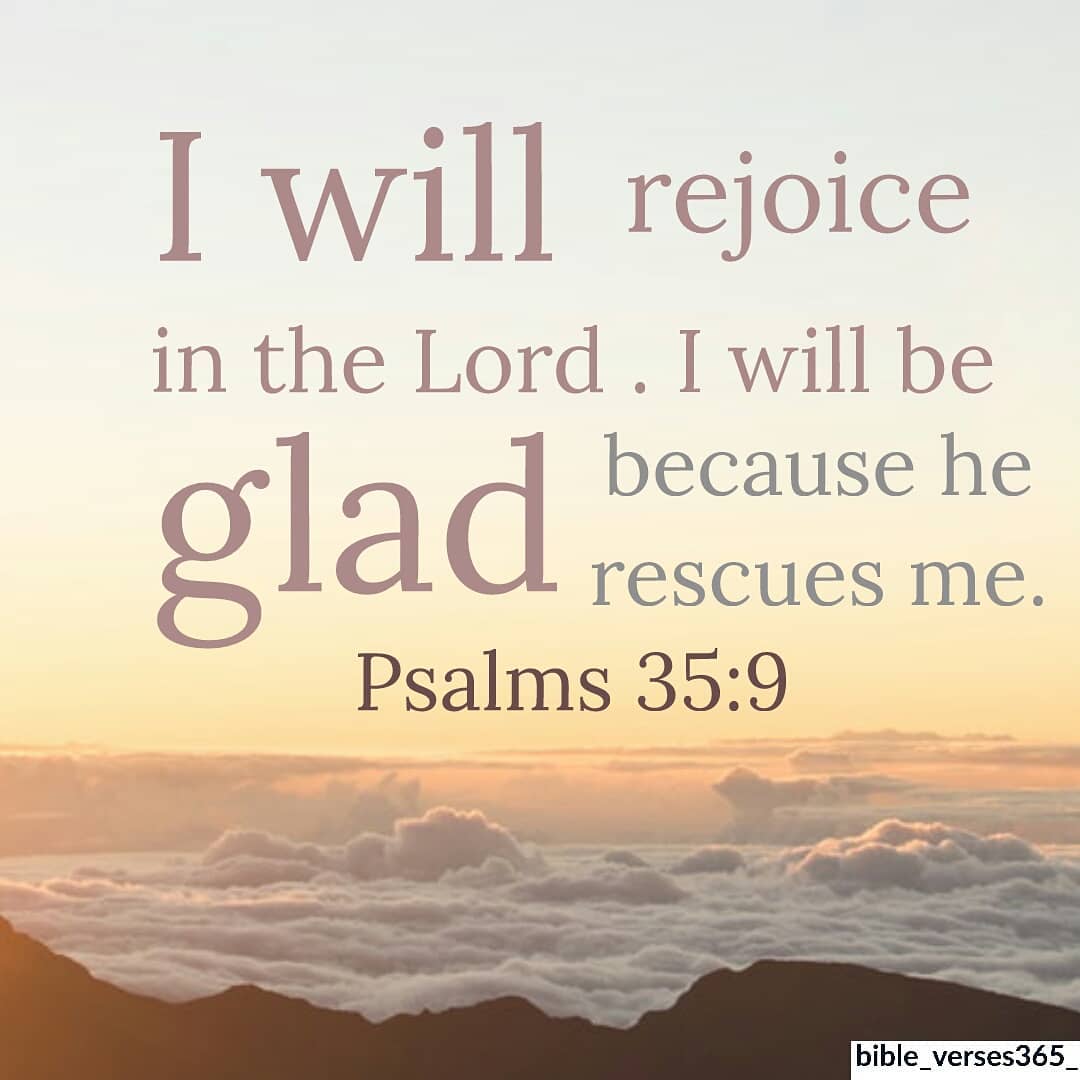 I will rejoice
in the Lord . I will be
glad because he
rescues me.
Psalms 35:9
bible_verses365_